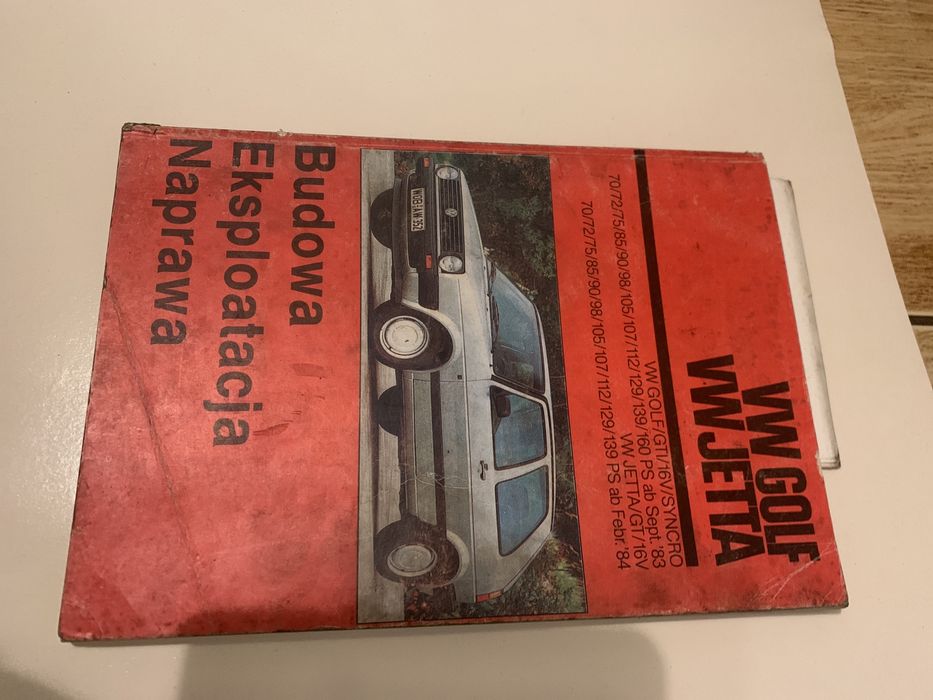 VW GOLF
VW JETTA
VW GOLF/GTI/16V/SYNCRO
70/72/75/85/90/98/105/107/112/129/139/160 PS ab Sept.'83
VW JETTA/GT/16V
70/72/75/85/90/98/105/107/112/129/139 PS ab Febr.'84
Budowa
Eksploatacja
Naprawa